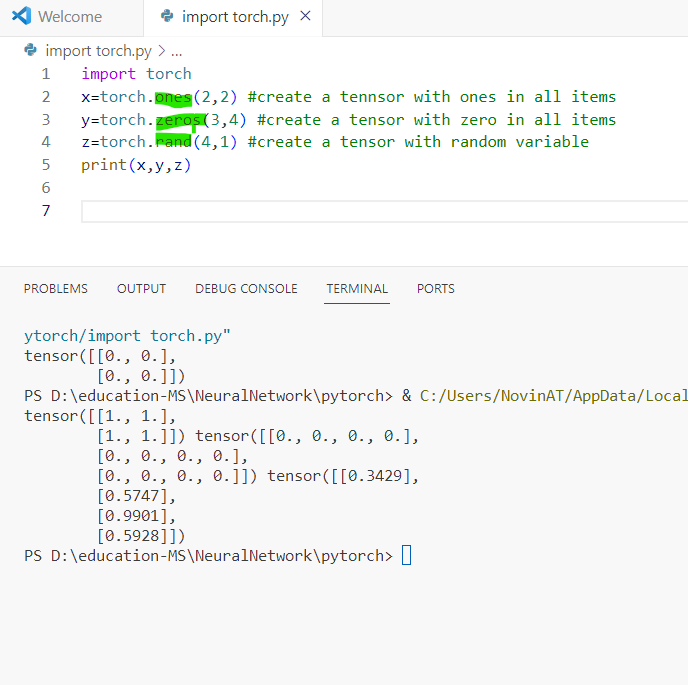 Welcome
import torch.py
import torch.py > ...
1 import torch
2 x=torch.ones(2,2) #create a tennsor with ones in all items
3 y=torch.zeros(3,4) #create a tensor with zero in all items
4 z=torch.rand(4,1) #create a tensor with random variable
5 print(x,y,z)
6
7
PROBLEMS OUTPUT DEBUG CONSOLE TERMINAL PORTS
ytorch/import torch.py"
tensor([[0., 0.],
[0., 0.]])
PS D:\education-MS\NeuralNetwork\pytorch> & C:/Users/NovinAT/AppData/Local
tensor([[1., 1.],
[1., 1.]]) tensor([[0., 0., 0., 0.],
[0., 0., 0., 0.],
[0., 0., 0., 0.]]) tensor([[0.3429],
[0.5747],
[0.9901],
[0.5928]])
PS D:\education-MS\NeuralNetwork\pytorch>